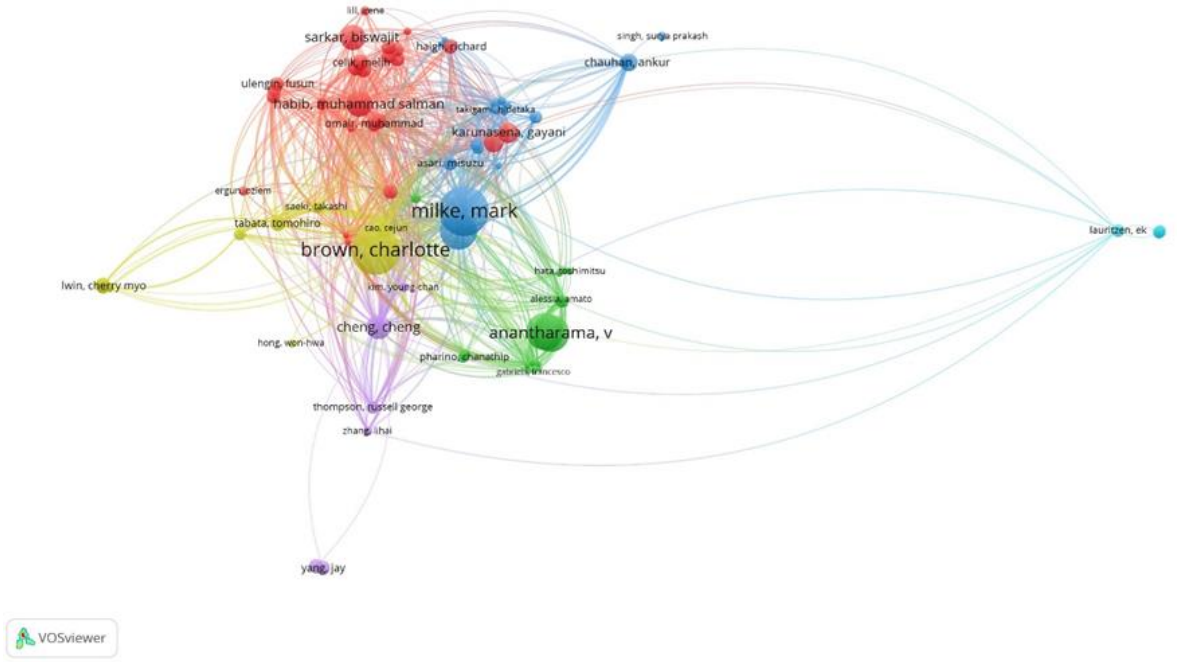 lill, gene
sarkar, biswajit
singh, surya prakash
haigh, richard
celik, melih
chauhan, ankur
ulengin, fusun
habib, muhammad salman
takigami, hidetaka
omair, muhammad
karunasena, gayani
asari, misuzu
ergun, ozlem
saeki, takashi
milke, mark
tabata, tomohiro
cao, cejun
lauritzen, ek
brown, charlotte
hata, toshimitsu
lwin, cherry myo
kim, young-chan
alessia, amato
cheng, cheng
anantharama, v
hong, won-hwa
pharino, chanathip
gabriela, francesco
thompson, russell george
zhang, lihai
yang, jay
VOSviewer